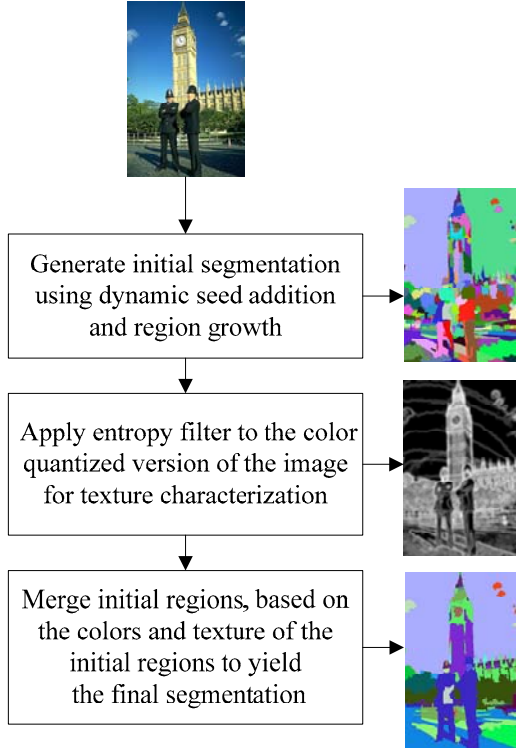 Generate initial segmentation
using dynamic seed addition
and region growth
Apply entropy filter to the color
quantized version of the image
for texture characterization
Merge initial regions, based on
the colors and texture of the
initial regions to yield
the final segmentation